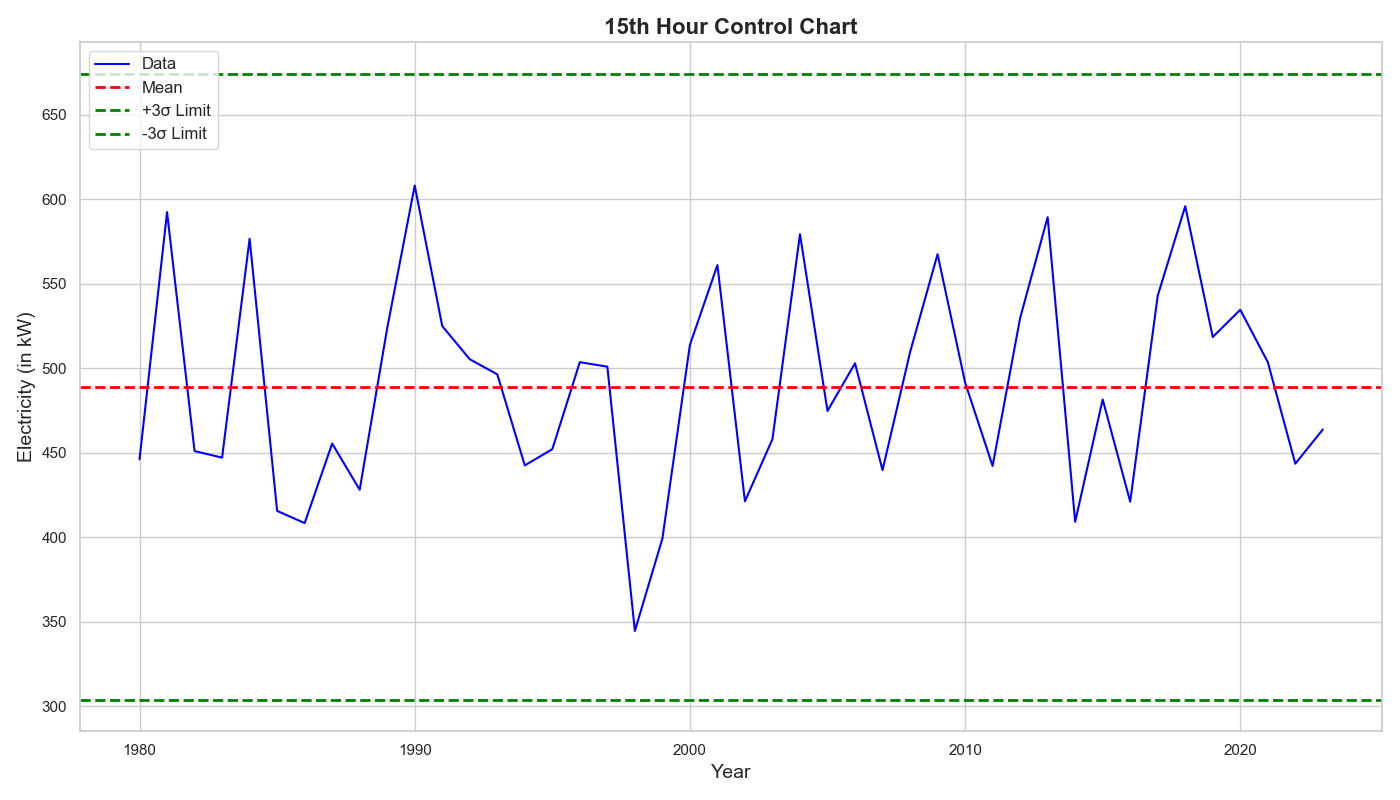 15th Hour Control Chart
Data
Mean
+3σ Limit
-3σ Limit
Electricity (in kW)
650
600
550
500
450
400
350
300
1980
1990
2000
2010
2020
Year